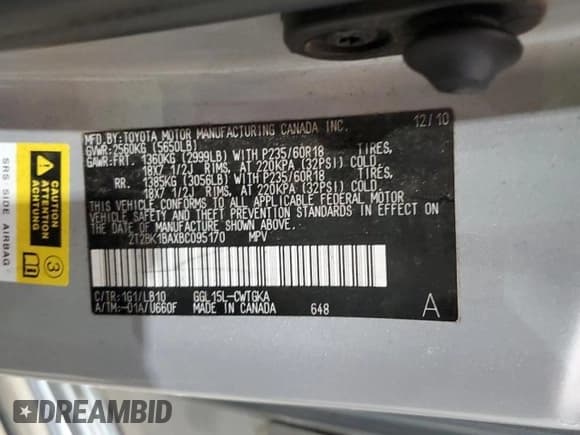 MFD.BY:TOYOTA MOTOR MANUFACTURING CANADA INC. 12/10
GVWR:2560KG (5650LB)
GAWR:FRT. 1360KG (2999LB) WITH P235/60R18 TIRES,
18X7 1/2J RIMS, AT 220KPA (32PSI) COLD.
RR. 1385KG (3056LB) WITH P235/60R18 TIRES,
18X7 1/2J RIMS, AT 220KPA (32PSI) COLD.
THIS VEHICLE CONFORMS TO ALL APPLICABLE FEDERAL MOTOR
VEHICLE SAFETY AND THEFT PREVENTION STANDARDS IN EFFECT ON
THE DATE OF MANUFACTURE SHOWN ABOVE.
2T2BK1BAXBC095170 MPV
C/TR:1G1/LB10 GGL15L-CWTGKA
A/TM:-01A/U660F MADE IN CANADA 648 A
CAUTION
ATTENTION
3
SRS SIDE AIRBAG
DREAMBID